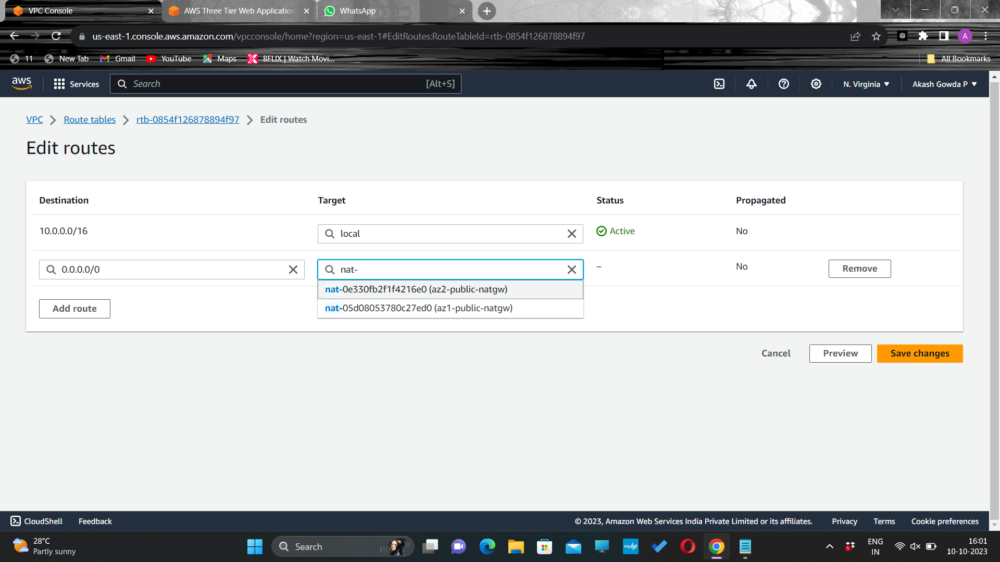 VPC Console
AWS Three Tier Web Application
WhatsApp
us-east-1.console.aws.amazon.com/vpcconsole/home?region=us-east-1#EditRoutes:RouteTableId=rtb-0854f126878894f97
A
11
New Tab
Gmail
YouTube
Maps
BFLIX | Watch Movi...
All Bookmarks
aws
Services
Search
[Alt+S]
N. Virginia
Akash Gowda P
VPC
Route tables
rtb-0854f126878894f97
Edit routes
Edit routes
Destination
Target
Status
Propagated
10.0.0.0/16
local
Active
No
0.0.0.0/0
nat-
–
No
Remove
nat-0e330fb2f1f4216e0 (az2-public-natgw)
nat-05d08053780c27ed0 (az1-public-natgw)
Add route
Cancel
Preview
Save changes
CloudShell
Feedback
© 2023, Amazon Web Services India Private Limited or its affiliates.
Privacy
Terms
Cookie preferences
28°C
Partly sunny
Search
myhp
1
ENG
IN
16:01
10-10-2023